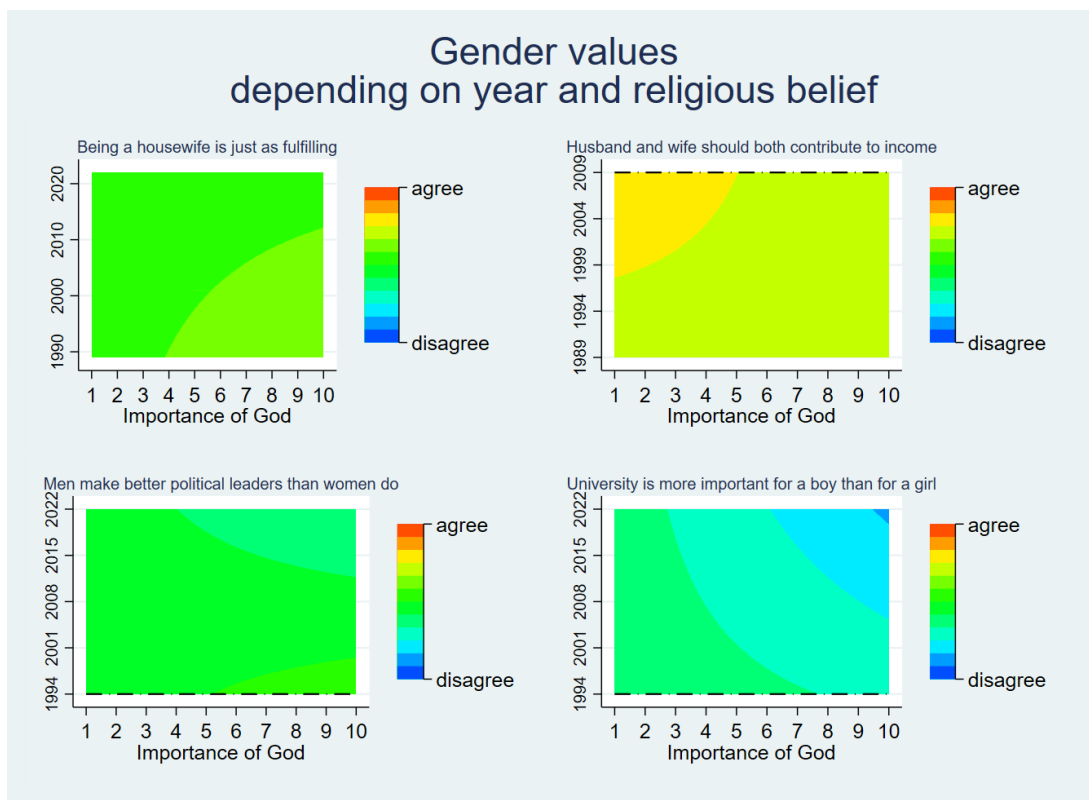 Gender values
depending on year and religious belief
Being a housewife is just as fulfilling
2020
2010
2000
1990
1 2 3 4 5 6 7 8 9 10
Importance of God
agree
disagree
Husband and wife should both contribute to income
2009
2004
1999
1994
1989
1 2 3 4 5 6 7 8 9 10
Importance of God
agree
disagree
Men make better political leaders than women do
2022
2015
2008
2001
1994
1 2 3 4 5 6 7 8 9 10
Importance of God
agree
disagree
University is more important for a boy than for a girl
2022
2015
2008
2001
1994
1 2 3 4 5 6 7 8 9 10
Importance of God
agree
disagree